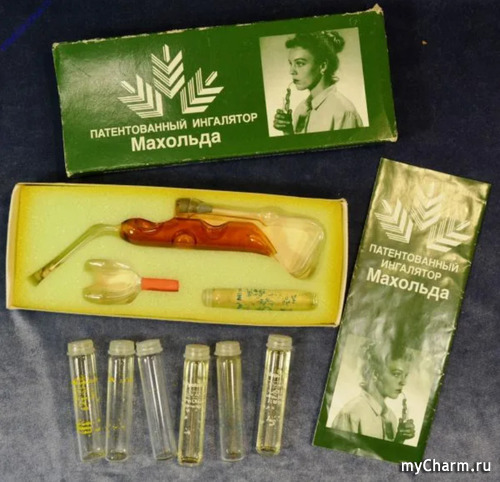 ПАТЕНТОВАННЫЙ ИНГАЛЯТОР
Махольда
ПАТЕНТОВАННЫЙ
ИНГАЛЯТОР
Махольда
myCharm.ru